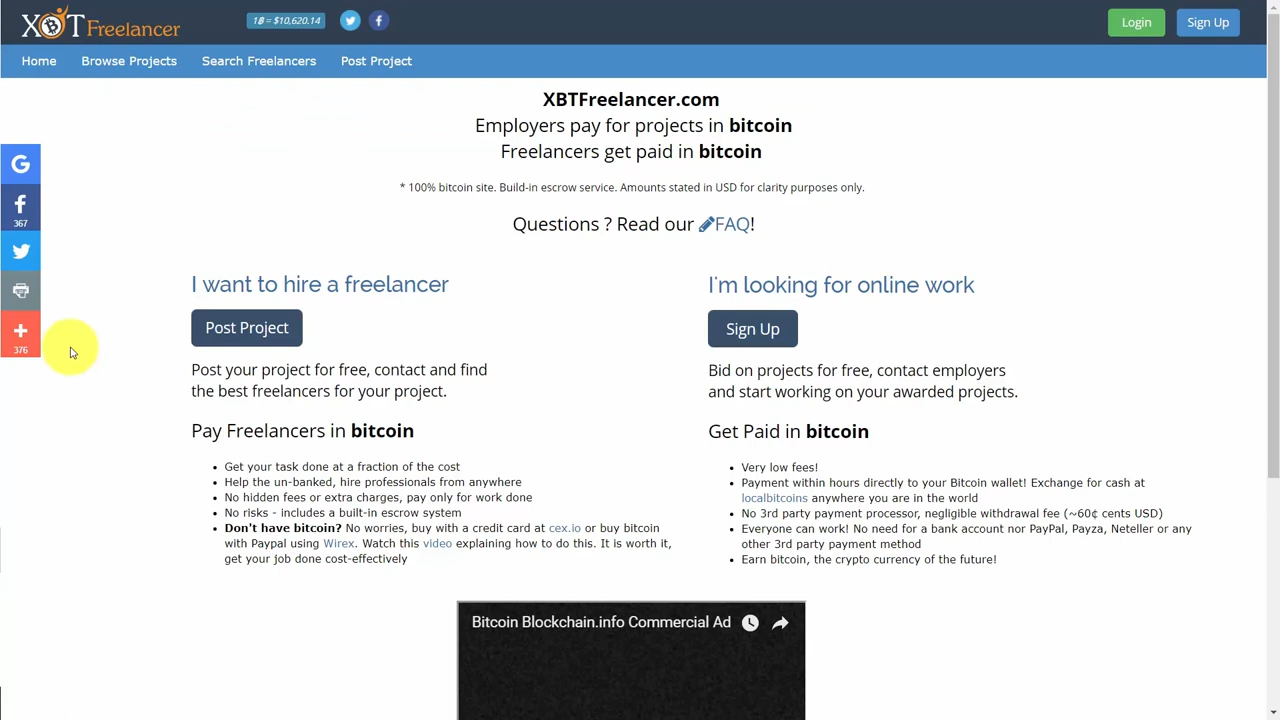 XBT Freelancer
1B = $10,620.14
Login
Sign Up
Home
Browse Projects
Search Freelancers
Post Project
XBTFreelancer.com
Employers pay for projects in bitcoin
Freelancers get paid in bitcoin
* 100% bitcoin site. Build-in escrow service. Amounts stated in USD for clarity purposes only.
Questions ? Read our FAQ!
367
376
I want to hire a freelancer
Post Project
Post your project for free, contact and find
the best freelancers for your project.
Pay Freelancers in bitcoin
• Get your task done at a fraction of the cost
• Help the un-banked, hire professionals from anywhere
• No hidden fees or extra charges, pay only for work done
• No risks - includes a built-in escrow system
• Don't have bitcoin? No worries, buy with a credit card at cex.io or buy bitcoin
with Paypal using Wirex. Watch this video explaining how to do this. It is worth it,
get your job done cost-effectively
I'm looking for online work
Sign Up
Bid on projects for free, contact employers
and start working on your awarded projects.
Get Paid in bitcoin
• Very low fees!
• Payment within hours directly to your Bitcoin wallet! Exchange for cash at
localbitcoins anywhere you are in the world
• No 3rd party payment processor, negligible withdrawal fee (~60¢ cents USD)
• Everyone can work! No need for a bank account nor PayPal, Payza, Neteller or any
other 3rd party payment method
• Earn bitcoin, the crypto currency of the future!
Bitcoin Blockchain.info Commercial Ad